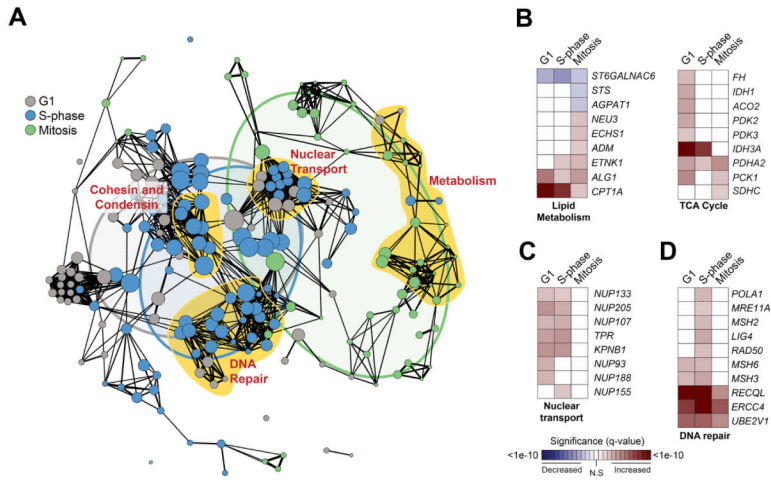 A
G1
S-phase
Mitosis
Nuclear
Transport
Cohesin and
Condensin
Metabolism
DNA
Repair
B
G1
S-phase
Mitosis
ST6GALNAC6
STS
AGPAT1
NEU3
ECHS1
ADM
ETNK1
ALG1
CPT1A
Lipid
Metabolism
G1
S-phase
Mitosis
FH
IDH1
ACO2
PDK2
PDK3
IDH3A
PDHA2
PCK1
SDHC
TCA Cycle
C
G1
S-phase
Mitosis
NUP133
NUP205
NUP107
TPR
KPNB1
NUP93
NUP188
NUP155
Nuclear
transport
D
G1
S-phase
Mitosis
POLA1
MRE11A
MSH2
LIG4
RAD50
MSH6
MSH3
RECQL
ERCC4
UBE2V1
DNA repair
Significance (q-value)
<1e-10 <1e-10
Decreased N.S Increased